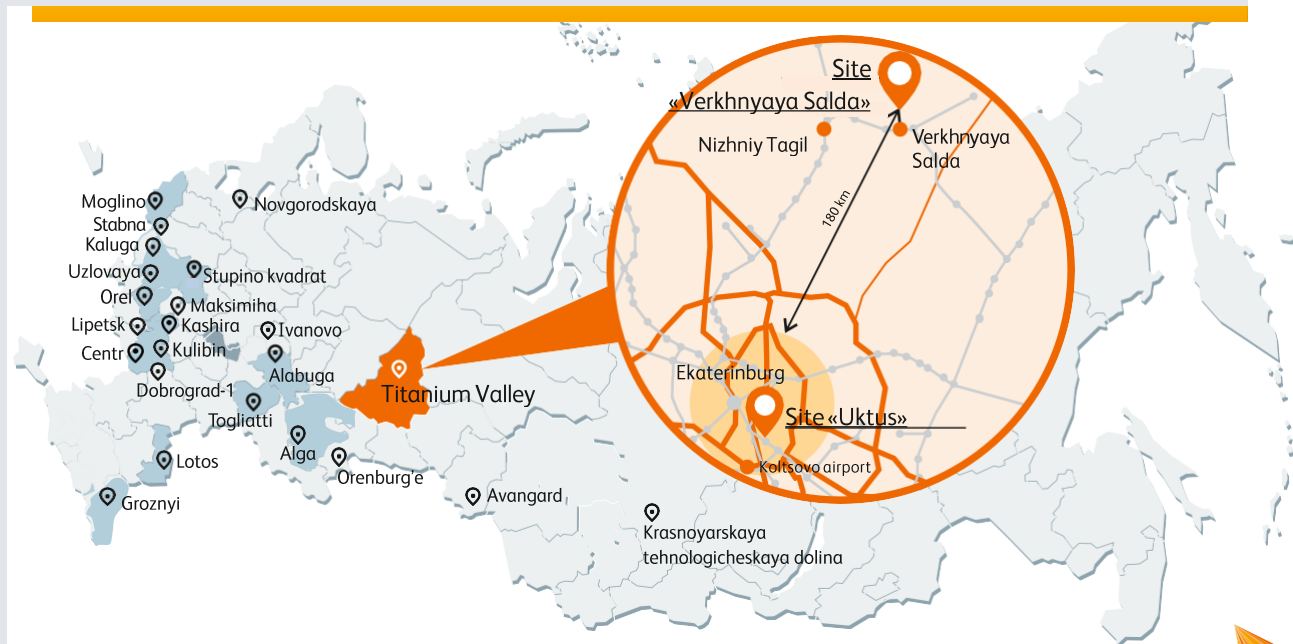 Site
«Verkhnyaya Salda»
Nizhniy Tagil
Verkhnyaya
Salda
180 km
Ekaterinburg
Site «Uktus»
Koltsovo airport
Moglino
Novgorodskaya
Stabna
Kaluga
Uzlovaya
Stupino kvadrat
Orel
Maksimiha
Lipetsk
Kashira
Ivanovo
Centr
Kulibin
Alabuga
Dobrograd-1
Titanium Valley
Togliatti
Alga
Lotos
Orenburg'e
Groznyi
Avangard
Krasnoyarskaya
tehnologicheskaya dolina